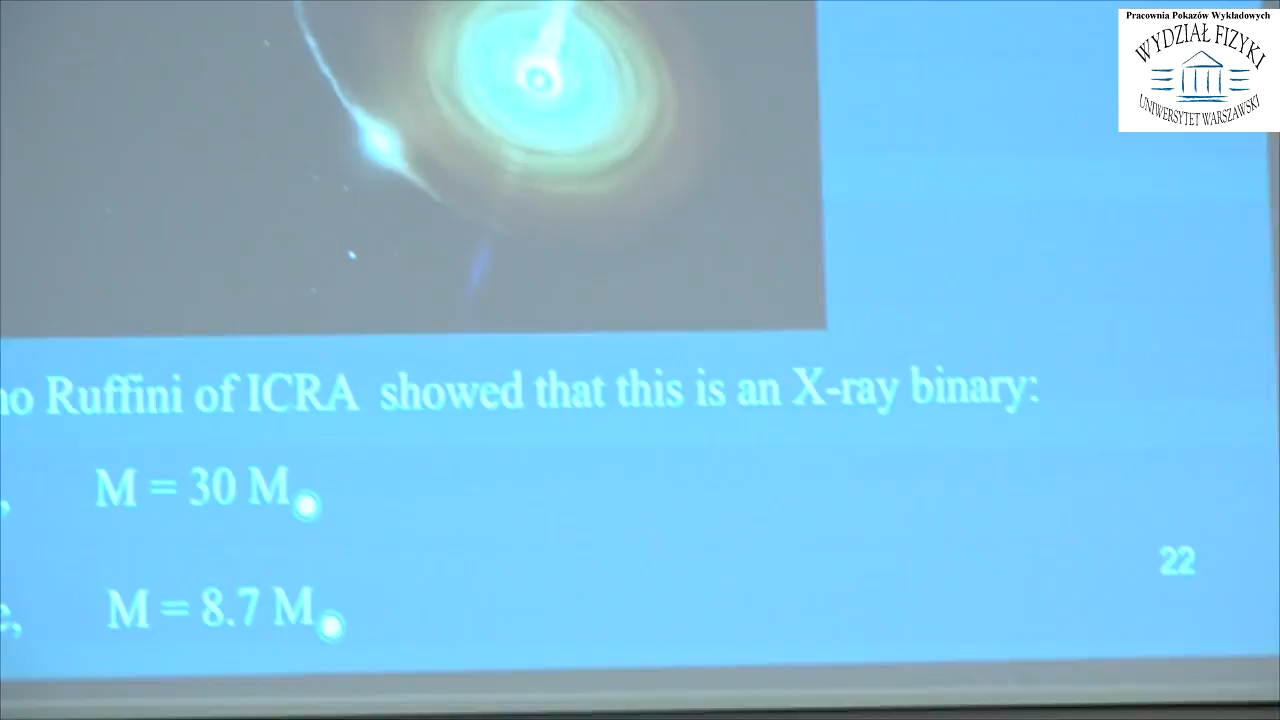 Pracownia Pokazów Wykładowych
WYDZIAŁ FIZYKI
UNIWERSYTET WARSZAWSKI
Ruffini of ICRA showed that this is an X-ray binary:
M = 30 M
22
M = 8.7 M